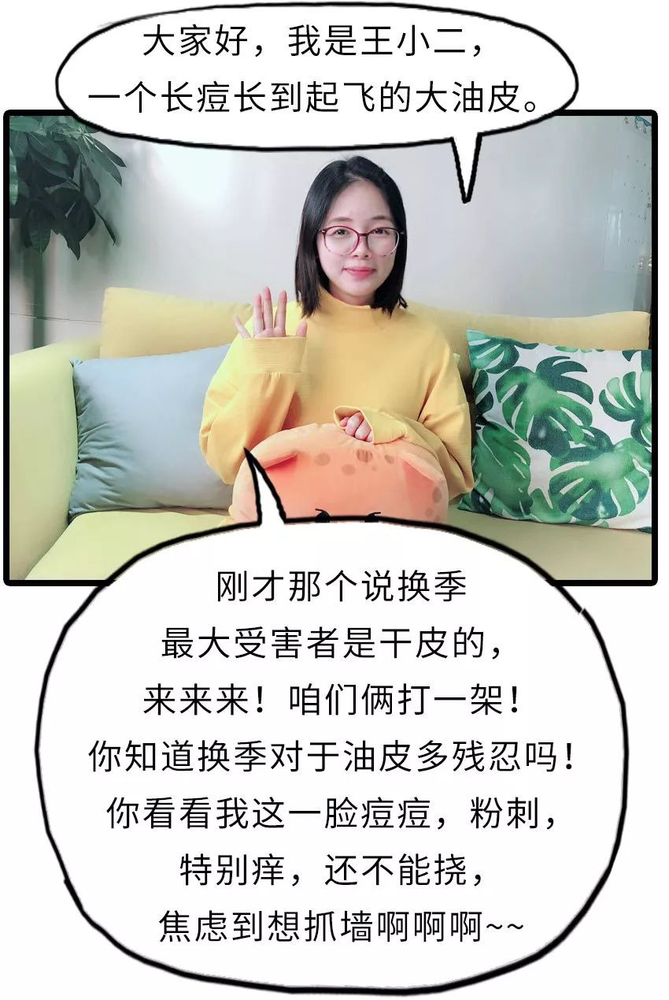 大家好，我是王小二，
一个长痘长到起飞的大油皮。
刚才那个说换季
最大受害者是干皮的，
来来来！咱们俩打一架！
你知道换季对于油皮多残忍吗！
你看看我这一脸痘痘，粉刺，
特别痒，还不能挠，
焦虑到想抓墙啊啊啊~~